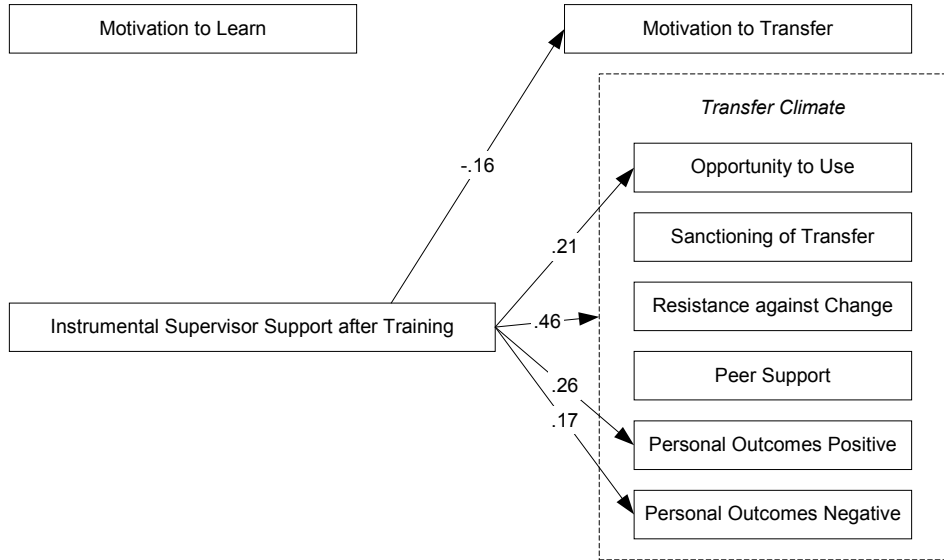 Motivation to Learn
Motivation to Transfer
Transfer Climate
-.16
Opportunity to Use
.21
Sanctioning of Transfer
Instrumental Supervisor Support after Training
.46
Resistance against Change
.26
Peer Support
.17
Personal Outcomes Positive
Personal Outcomes Negative